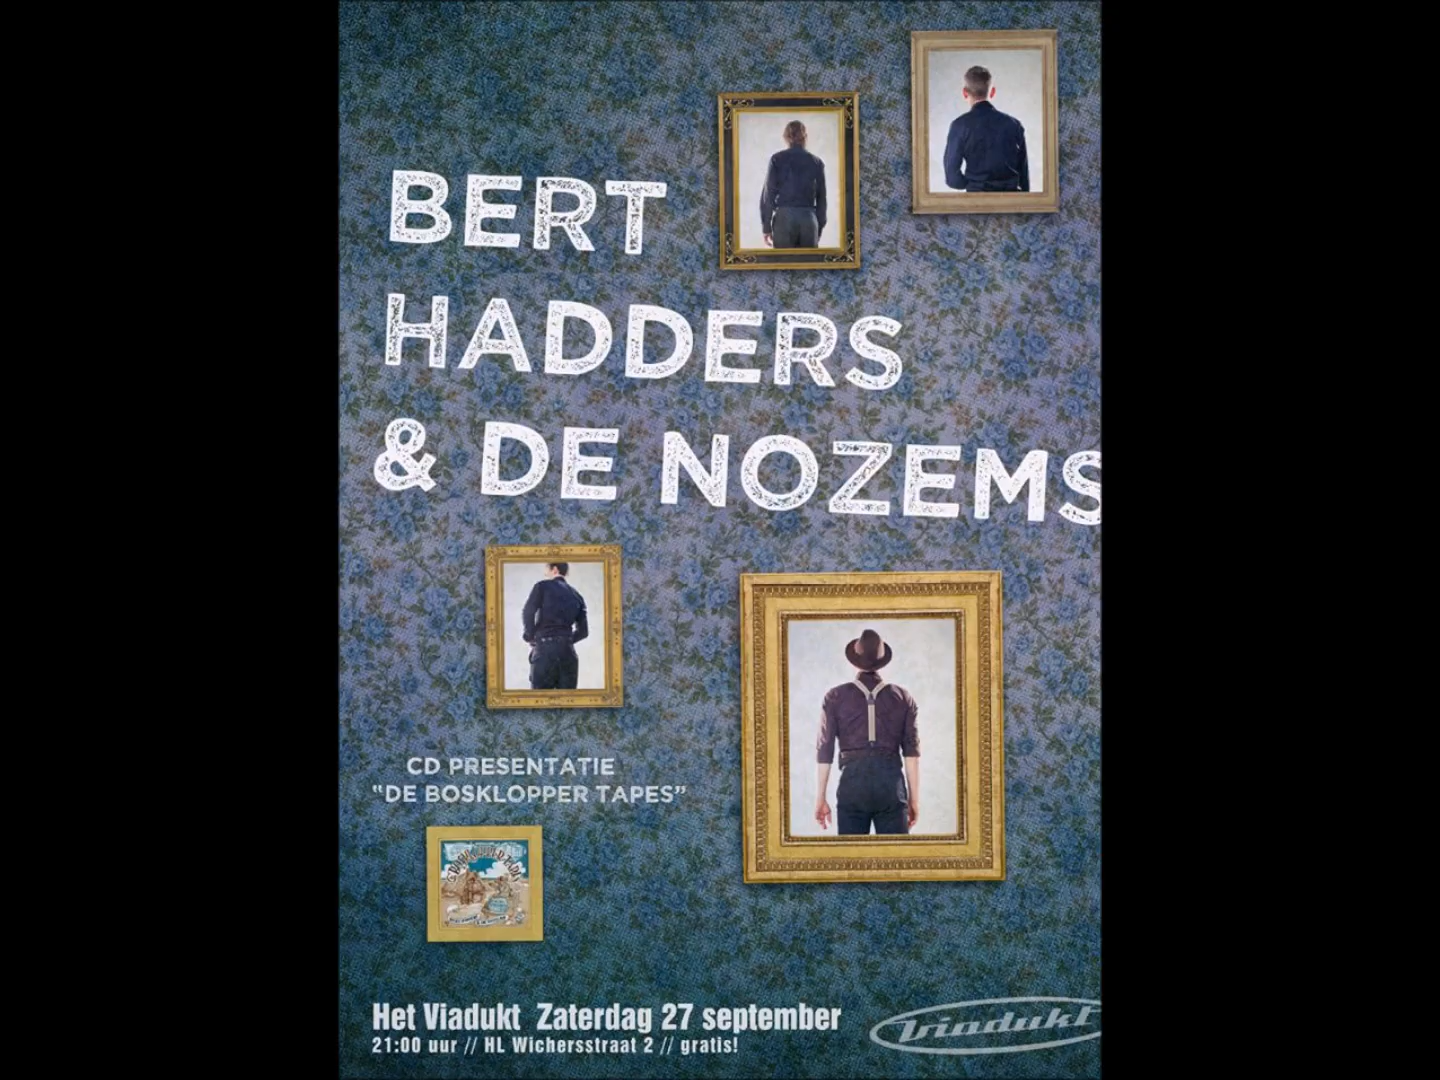 BERT
HADDERS
& DE NOZEMS
CD PRESENTATIE
"DE BOSKLOPPER TAPES"
Het Viadukt Zaterdag 27 september
21:00 uur // HL Wichersstraat 2 // gratis!
Viadukt